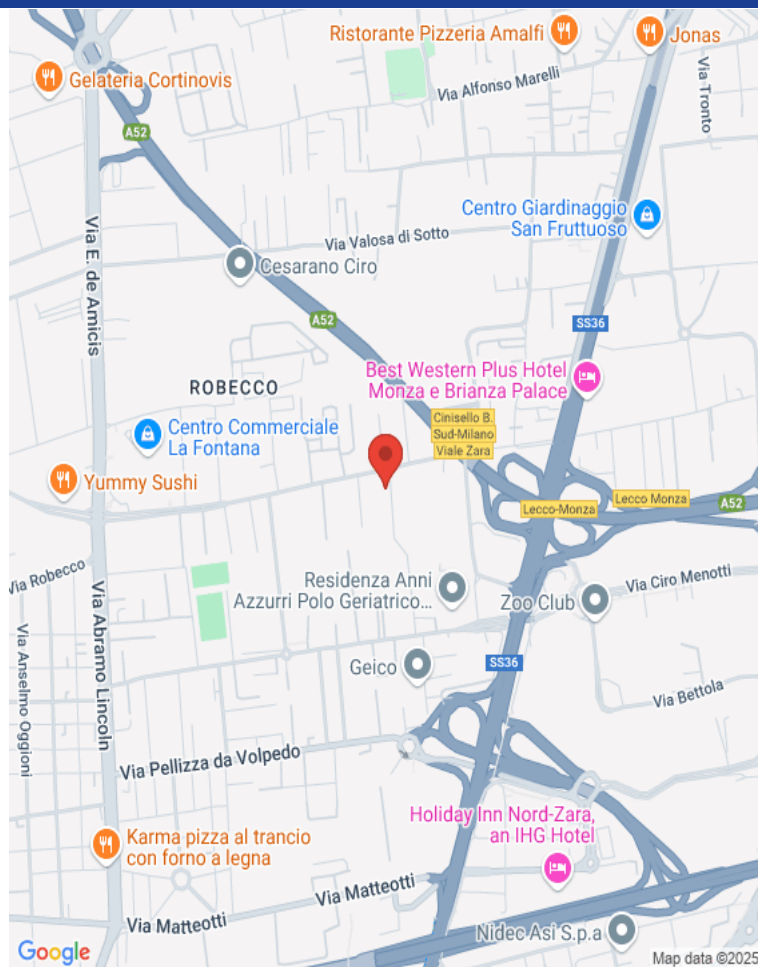 Ristorante Pizzeria Amalfi
Jonas
Gelateria Cortinovis
Via Alfonso Marelli
Via Tronto
A52
Centro Giardinaggio
San Fruttuoso
Via E. de Amicis
Via Valosa di Sotto
Cesarano Ciro
A52
SS36
Best Western Plus Hotel
Monza e Brianza Palace
ROBECCO
Cinisello B.
Sud-Milano
Viale Zara
Centro Commerciale
La Fontana
Yummy Sushi
Lecco-Monza
Lecco Monza
A52
Via Robecco
Residenza Anni
Azzurri Polo Geriatrico...
Zoo Club
Via Ciro Menotti
Via Abramo Lincoln
Via Anselmo Oggioni
Geico
SS36
Via Bettola
Via Pellizza da Volpedo
Holiday Inn Nord-Zara,
an IHG Hotel
Karma pizza al trancio
con forno a legna
Via Matteotti
Via Matteotti
Nidec Asi S.p.a
Google
Map data ©2025